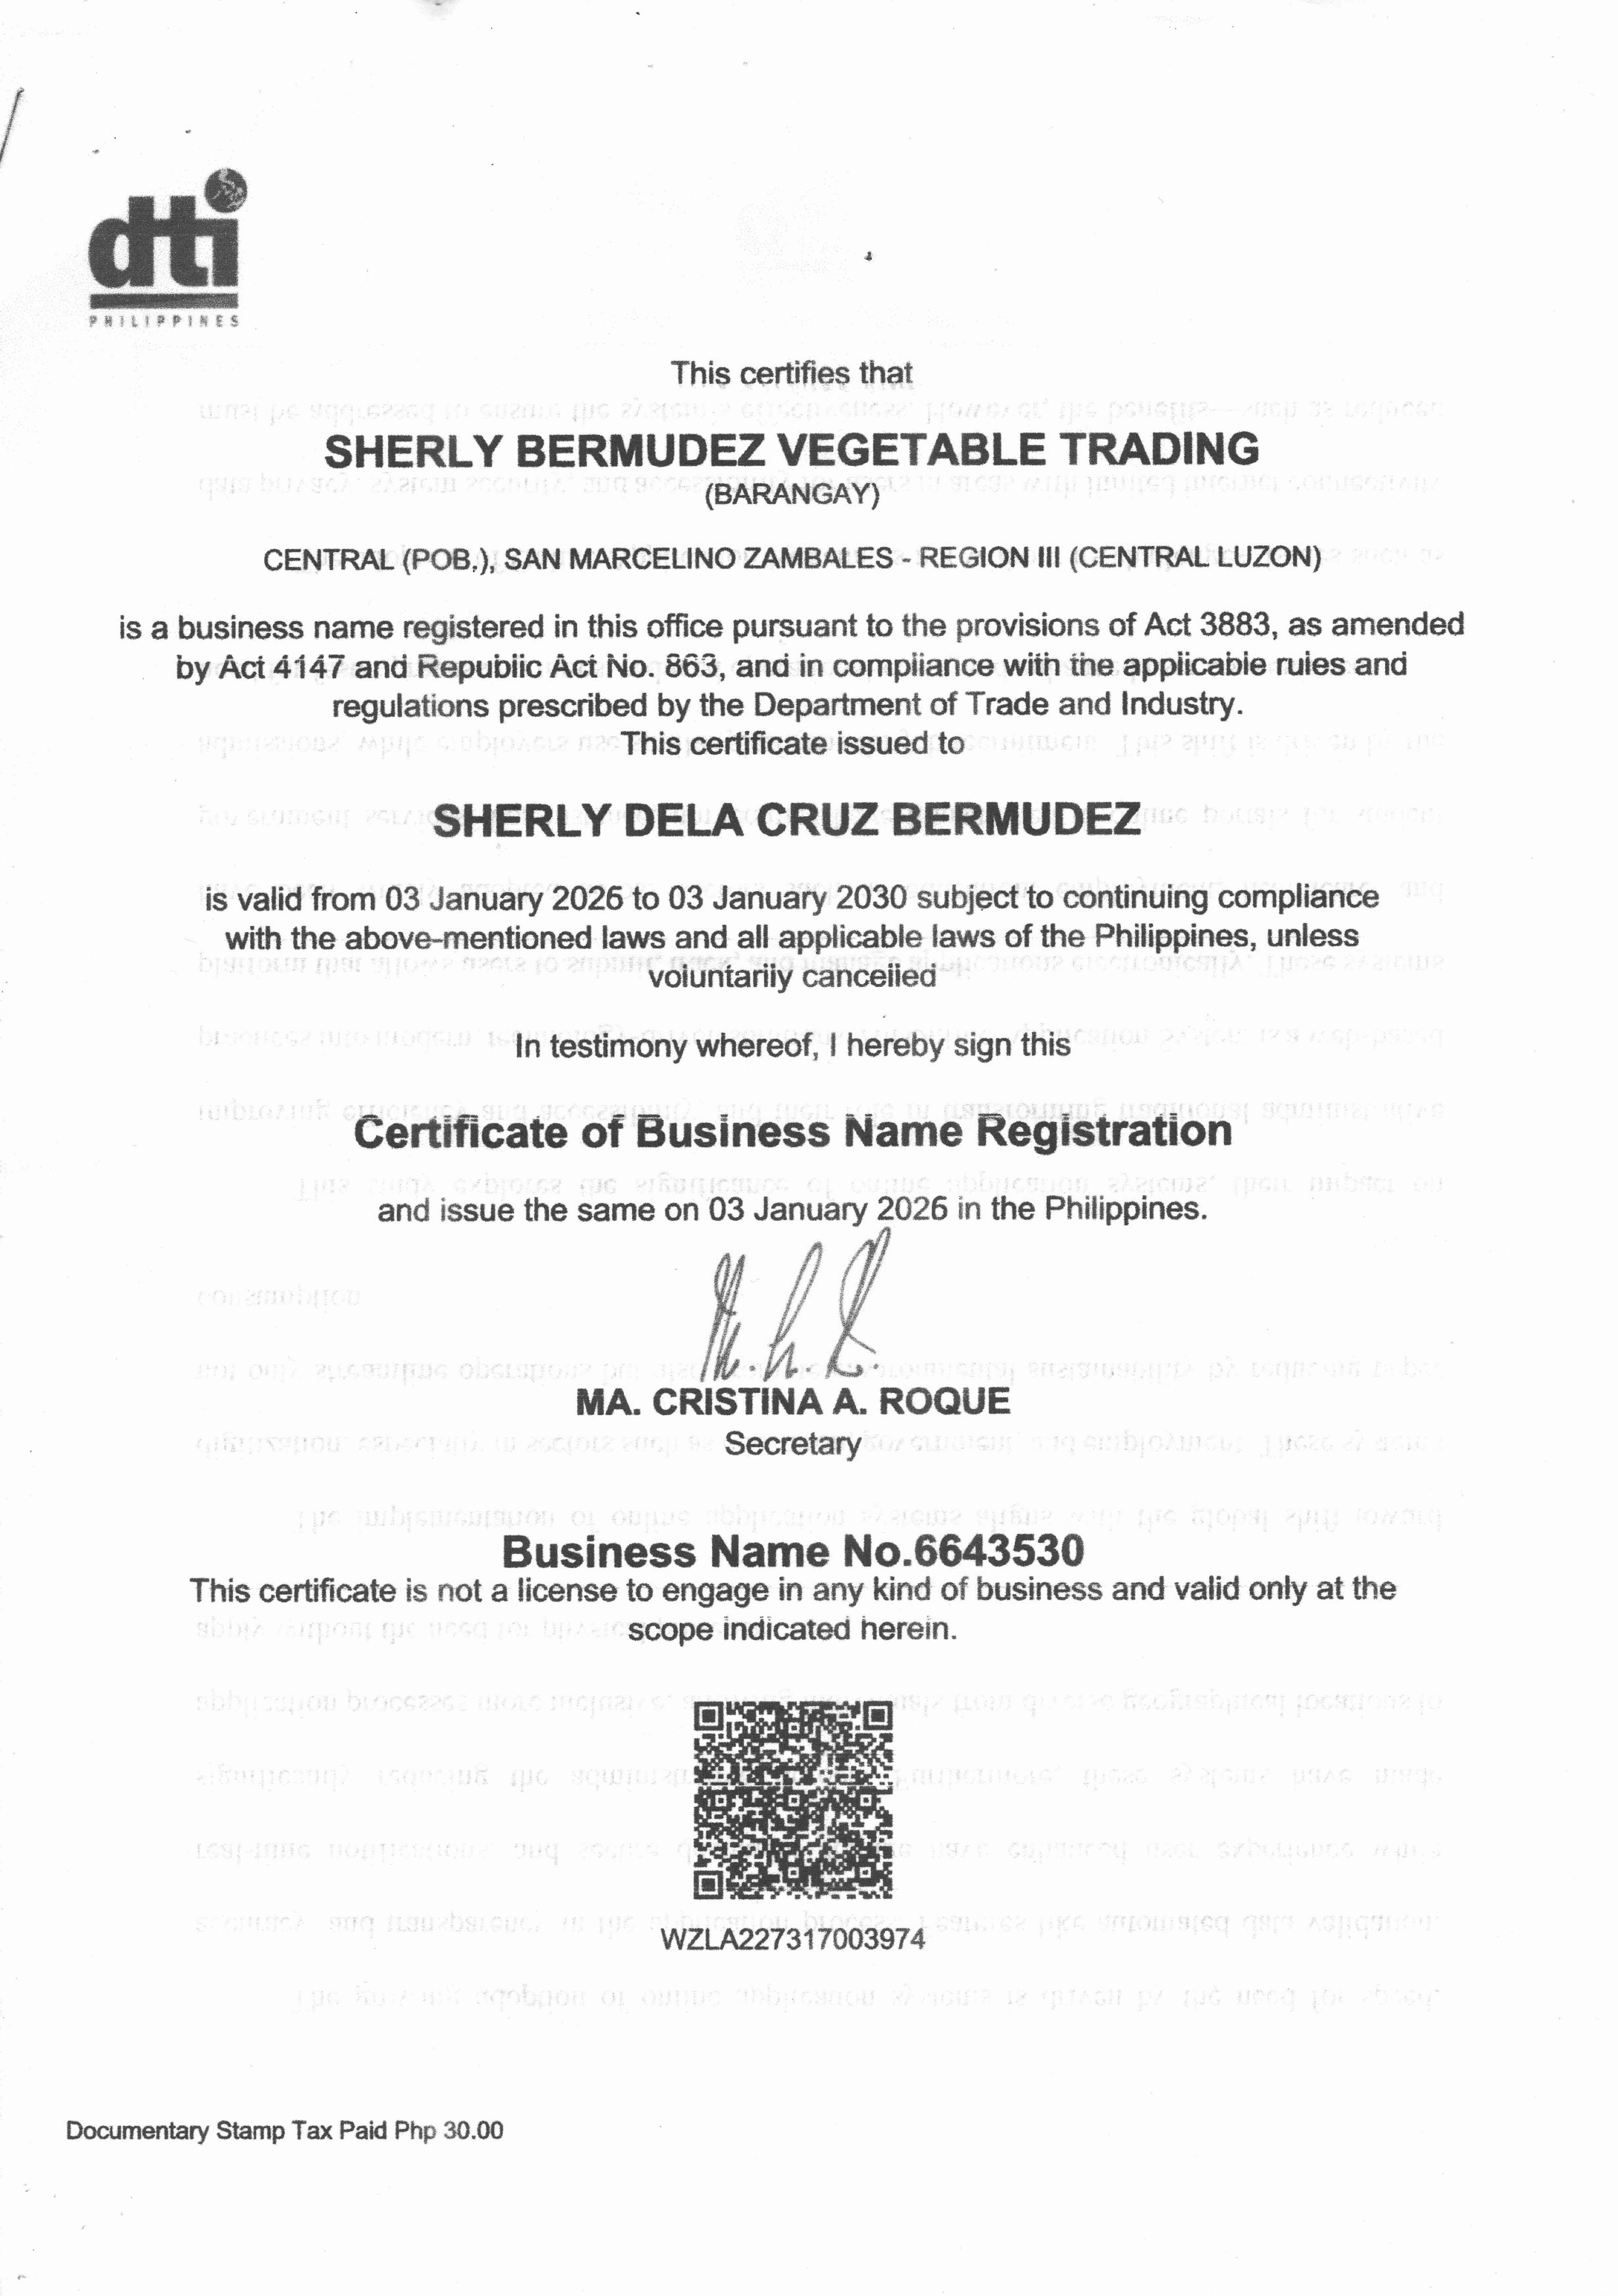 dti
PHILIPPINES
This certifies that
SHERLY BERMUDEZ VEGETABLE TRADING
(BARANGAY)
CENTRAL (POB.), SAN MARCELINO ZAMBALES - REGION III (CENTRAL LUZON)
is a business name registered in this office pursuant to the provisions of Act 3883, as amended
by Act 4147 and Republic Act No. 863, and in compliance with the applicable rules and
regulations prescribed by the Department of Trade and Industry.
This certificate issued to
SHERLY DELA CRUZ BERMUDEZ
is valid from 03 January 2026 to 03 January 2030 subject to continuing compliance
with the above-mentioned laws and all applicable laws of the Philippines, unless
voluntarily cancelled
In testimony whereof, I hereby sign this
Certificate of Business Name Registration
and issue the same on 03 January 2026 in the Philippines.
MA. CRISTINA A. ROQUE
Secretary
Business Name No.6643530
This certificate is not a license to engage in any kind of business and valid only at the
scope indicated herein.
WZLA227317003974
Documentary Stamp Tax Paid Php 30.00